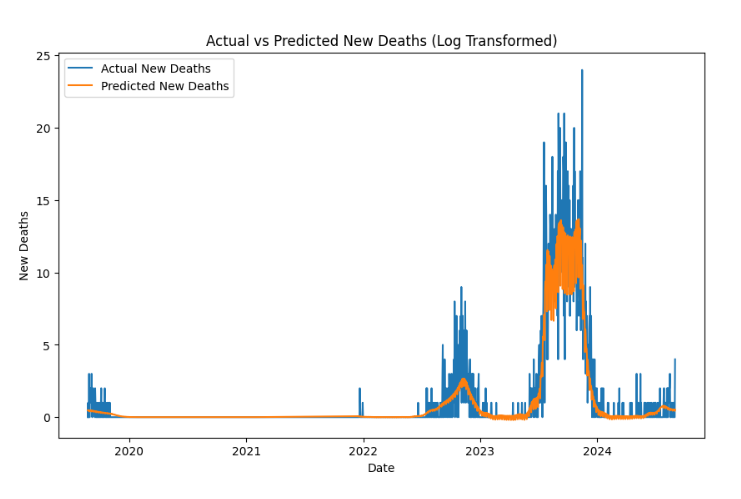 Actual vs Predicted New Deaths (Log Transformed)
Actual New Deaths
Predicted New Deaths
25
20
15
10
5
0
New Deaths
2020 2021 2022 2023 2024
Date